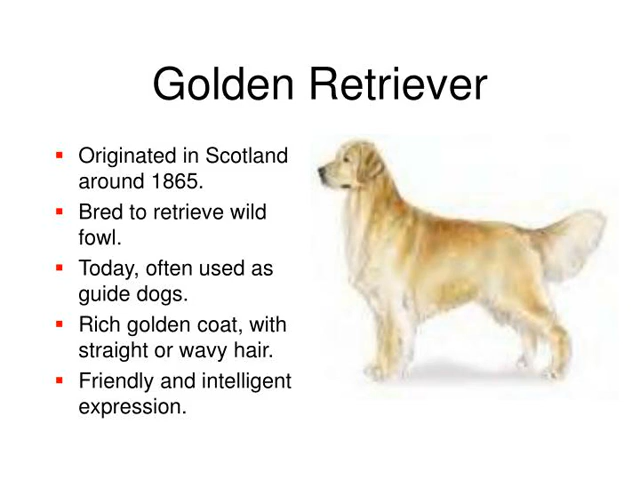 Golden Retriever
▪ Originated in Scotland
around 1865.
▪ Bred to retrieve wild
fowl.
▪ Today, often used as
guide dogs.
▪ Rich golden coat, with
straight or wavy hair.
▪ Friendly and intelligent
expression.